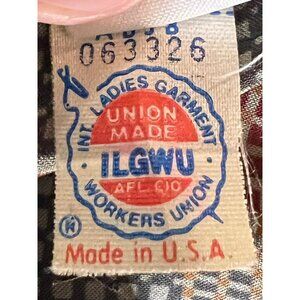 063326
INT. LADIES GARMENT
UNION
MADE
ILGWU
AFL CIO
WORKERS UNION
®
Made in U.S.A.